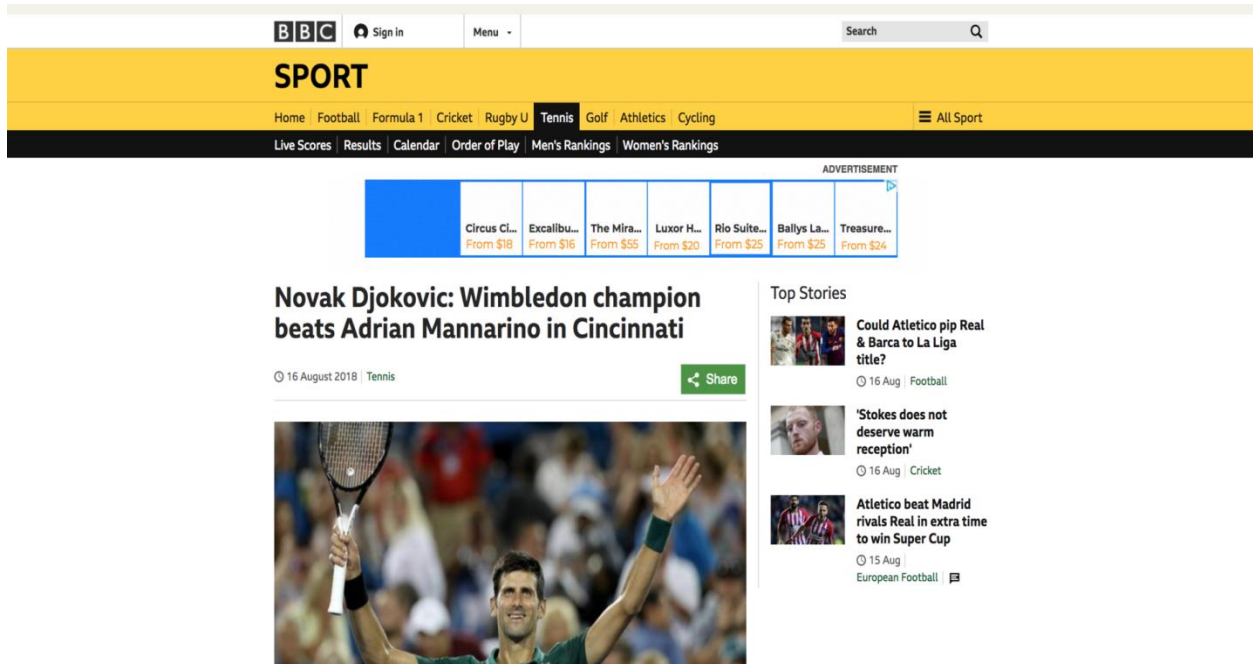 BBC Sign in Menu Search
SPORT
Home Football Formula 1 Cricket Rugby U Tennis Golf Athletics Cycling All Sport
Live Scores Results Calendar Order of Play Men's Rankings Women's Rankings
ADVERTISEMENT
Circus Ci... Excalibu... The Mira... Luxor H... Rio Suite... Ballys La... Treasure...
From $18 From $16 From $55 From $20 From $25 From $25 From $24
Novak Djokovic: Wimbledon champion
beats Adrian Mannarino in Cincinnati
16 August 2018 Tennis
Share
Top Stories
Could Atletico pip Real
& Barca to La Liga
title?
16 Aug Football
'Stokes does not
deserve warm
reception'
16 Aug Cricket
Atletico beat Madrid
rivals Real in extra time
to win Super Cup
15 Aug
European Football